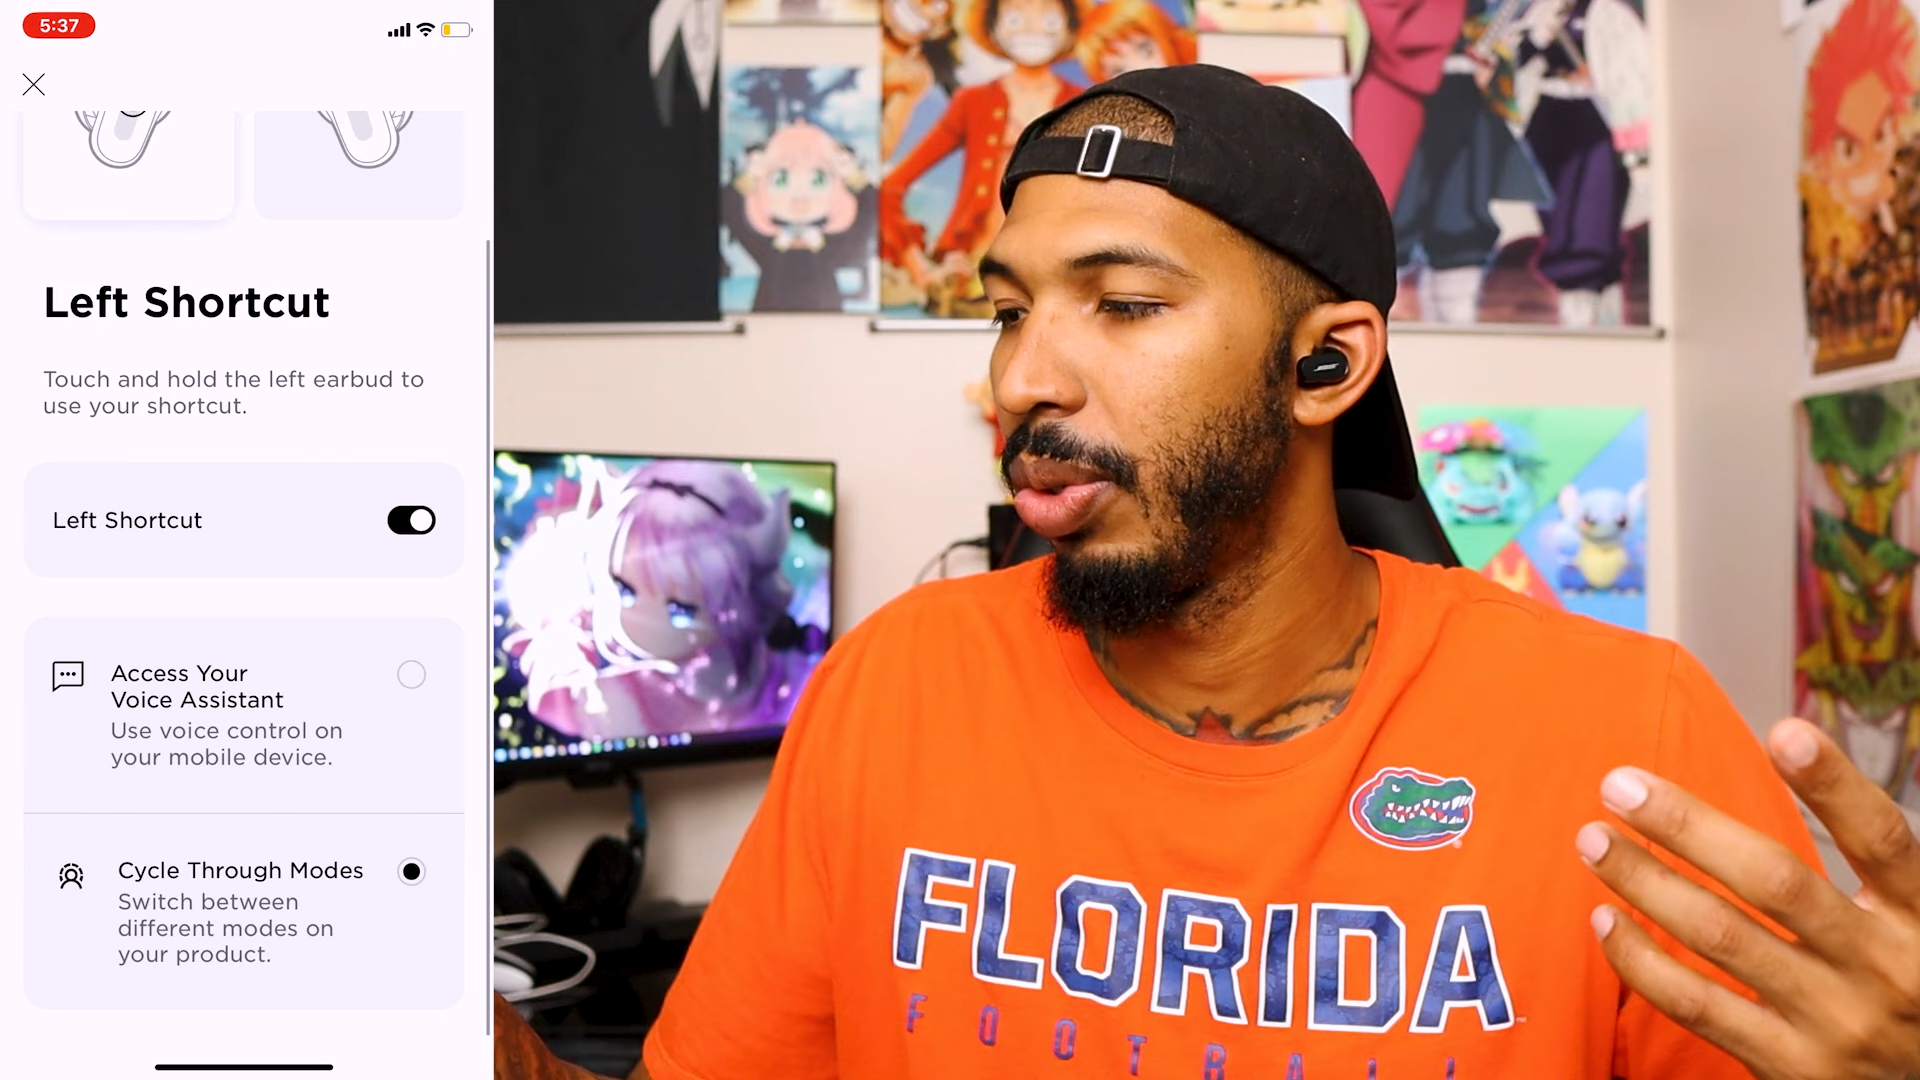 5:37
Left Shortcut
Touch and hold the left earbud to
use your shortcut.
Left Shortcut
Access Your
Voice Assistant
Use voice control on
your mobile device.
Cycle Through Modes
Switch between
different modes on
your product.
BOSE
FLORIDA
FOOTBALL